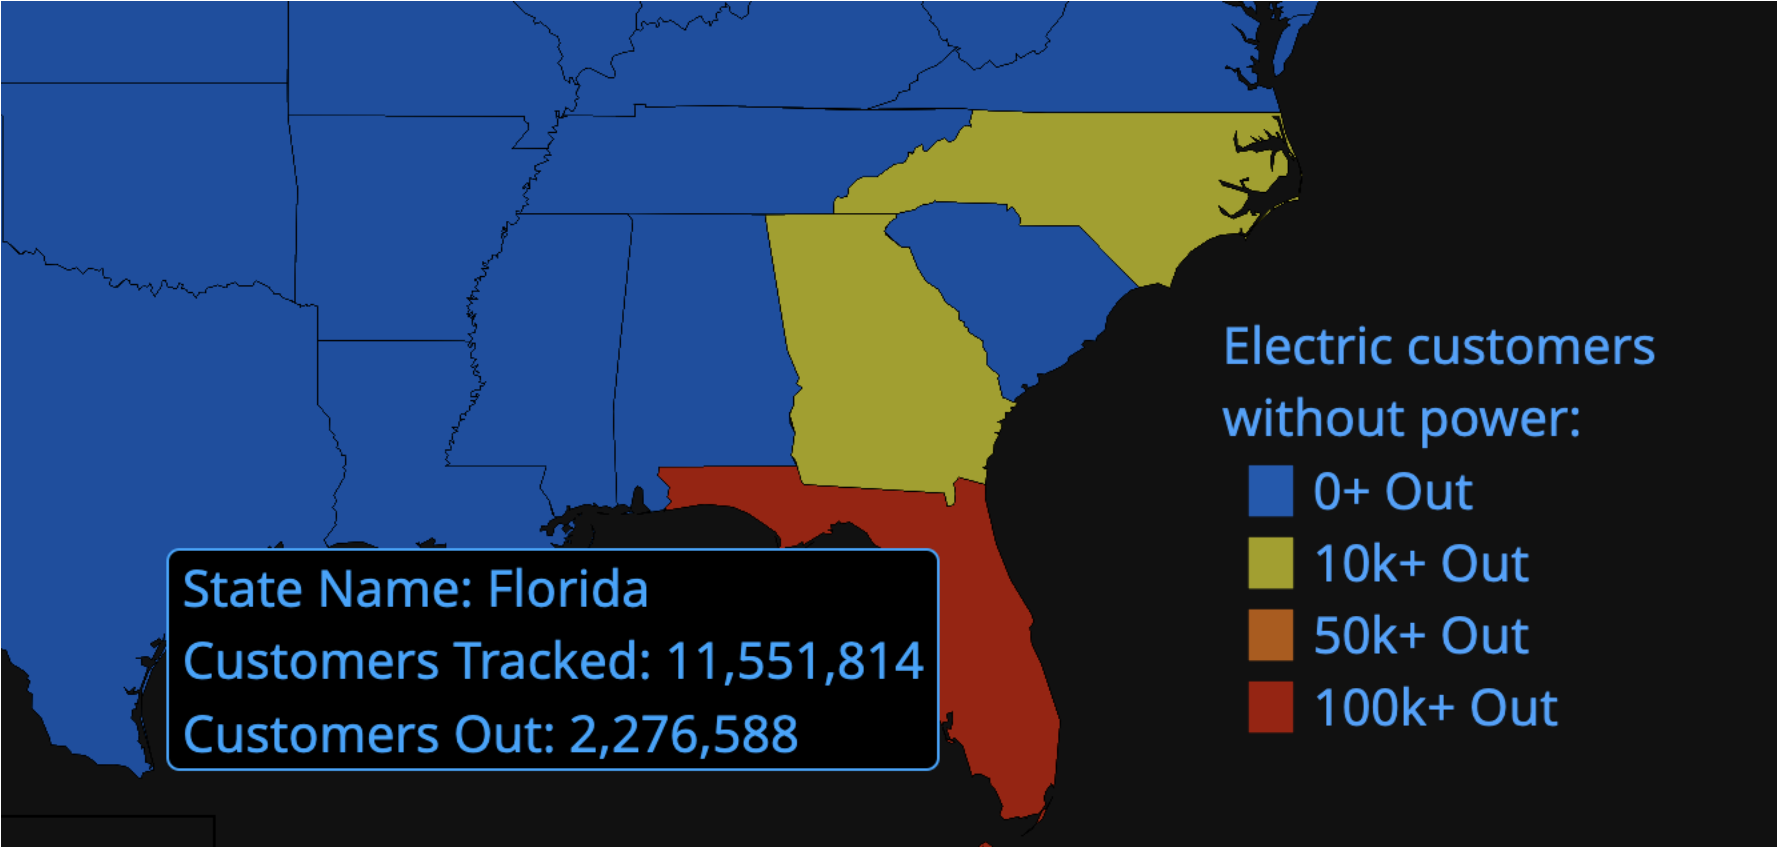 Electric customers
without power:
0+ Out
10k+ Out
50k+ Out
100k+ Out
State Name: Florida
Customers Tracked: 11,551,814
Customers Out: 2,276,588